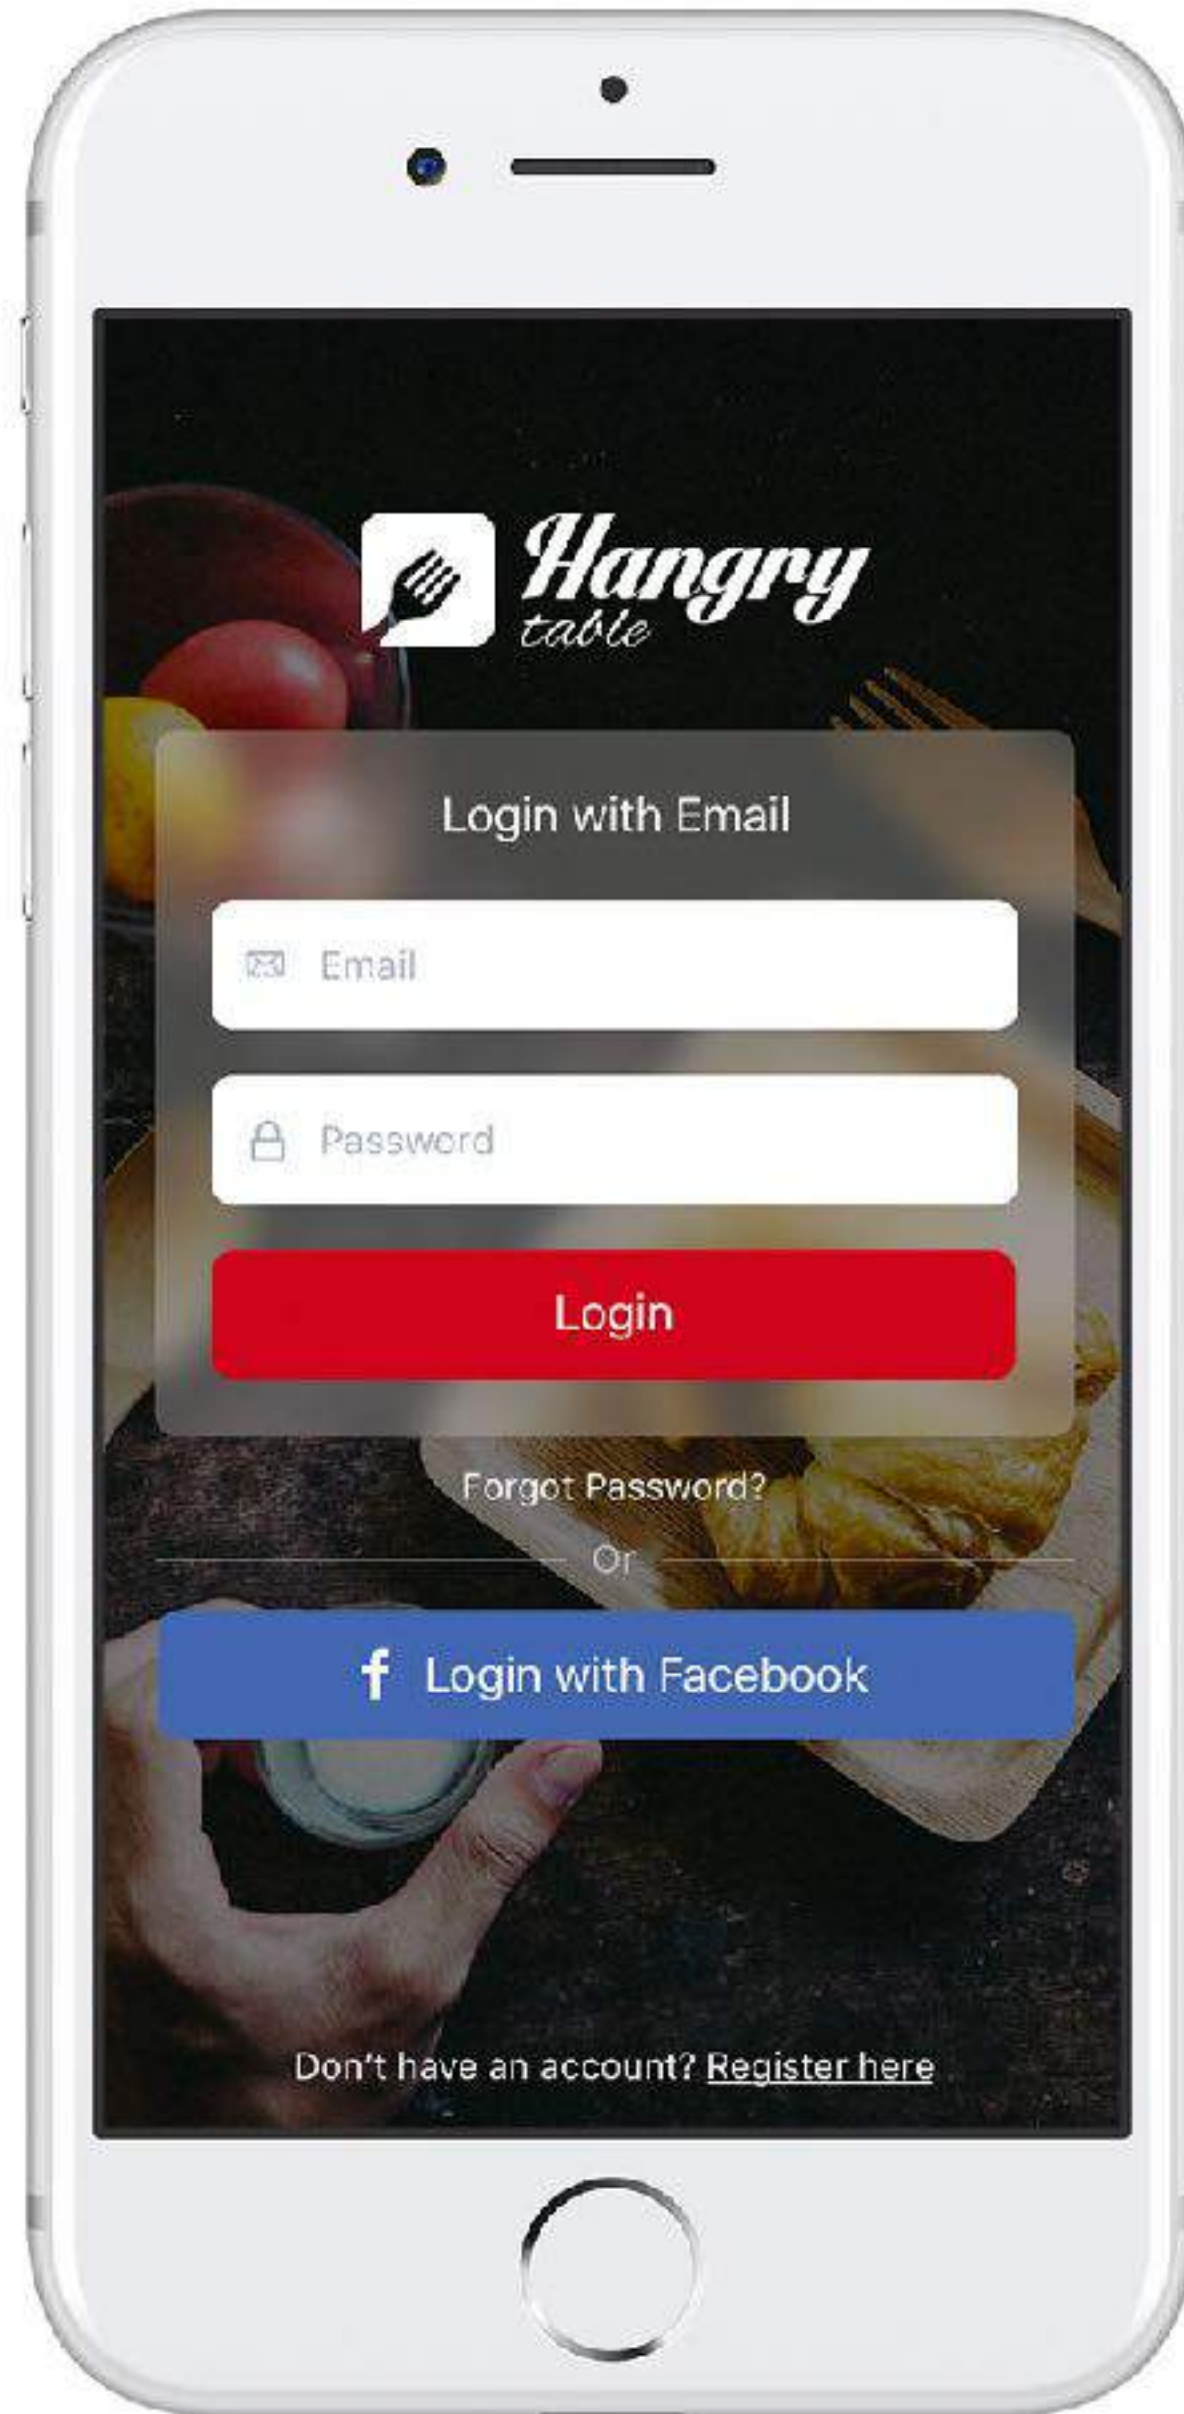 Hangry
table
Login with Email
Email
Password
Login
Forgot Password?
Or
f Login with Facebook
Don't have an account? Register here